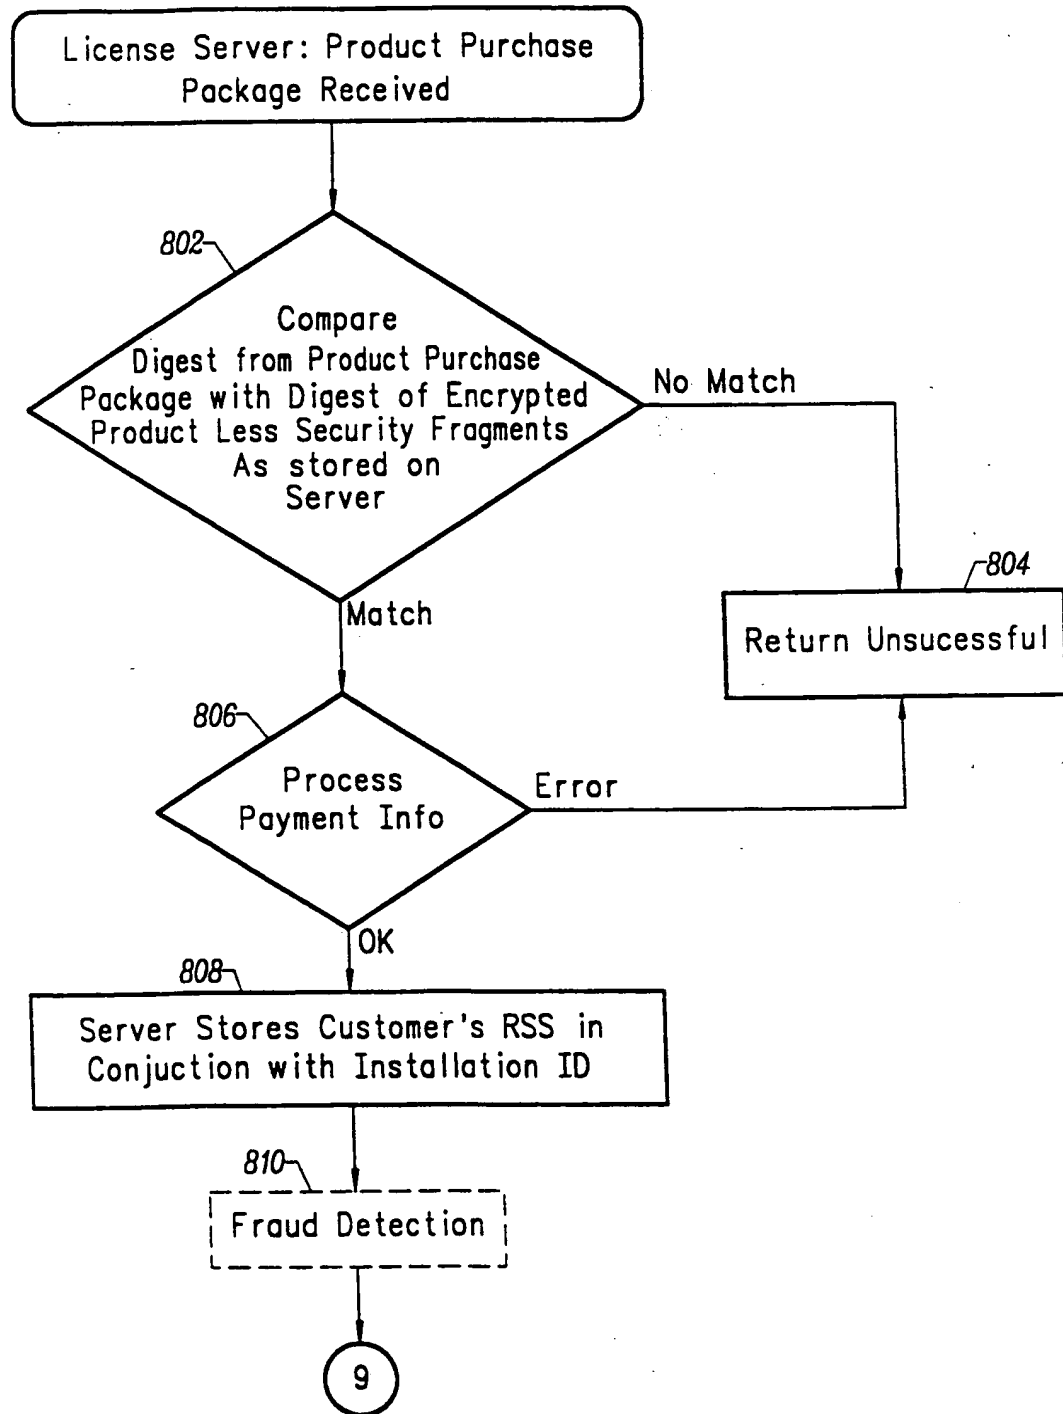 License Server: Product Purchase
Package Received
802
Compare
Digest from Product Purchase
Package with Digest of Encrypted
Product Less Security Fragments
As stored on
Server
No Match
804
Return Unsucessful
Match
806
Process
Payment Info
Error
OK
808
Server Stores Customer's RSS in
Conjuction with Installation ID
810
Fraud Detection
9